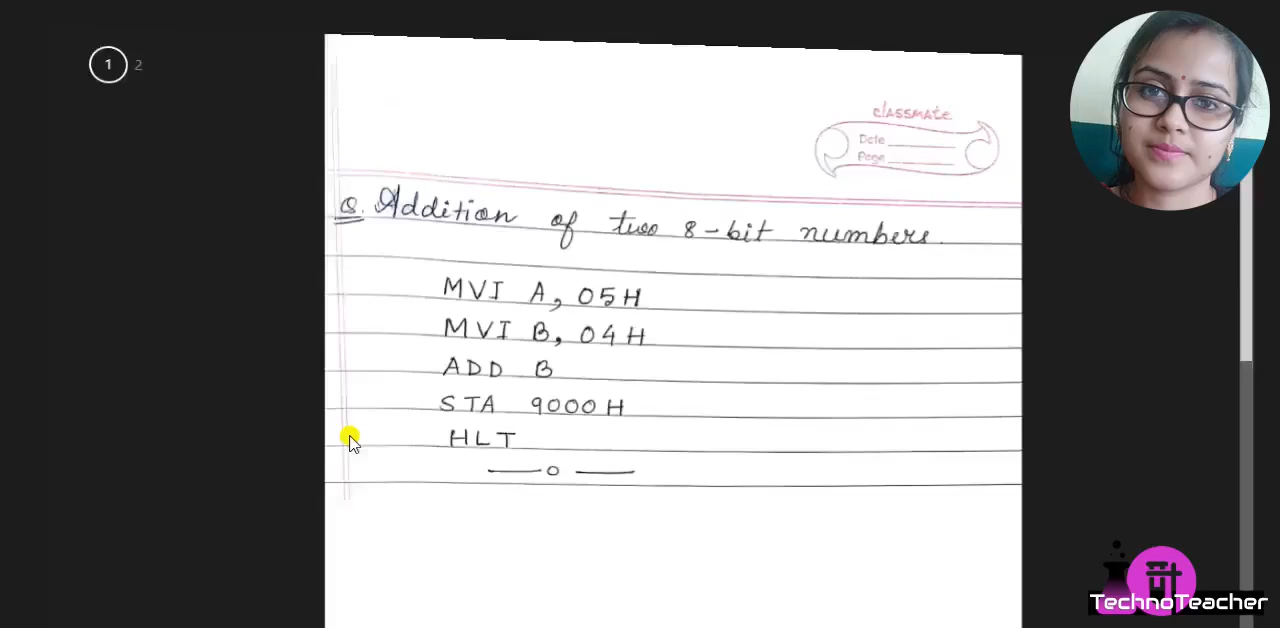 1 2
classmate
Date
Page
Q. Addition of two 8-bit numbers.
MVI A, 05H
MVI B, 04H
ADD B
STA 9000H
HLT
TechnoTeacher